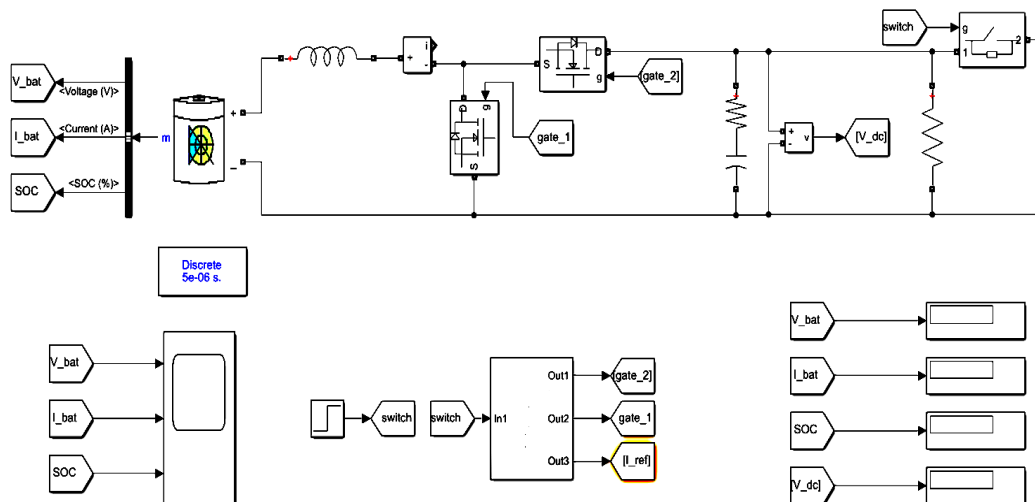 switch
g
1
2
i
+
-
S
D
g
[gate_2]
V_bat
<Voltage (V)>
I_bat
<Current (A)>
m
SOC
<SOC (%)>
+
_
D
g
S
gate_1
+
-
v
[V_dc]
Discrete
5e-06 s.
V_bat
I_bat
SOC
switch
switch
In1
Out1
Out2
Out3
[gate_2]
gate_1
[I_ref]
V_bat
I_bat
SOC
[V_dc]